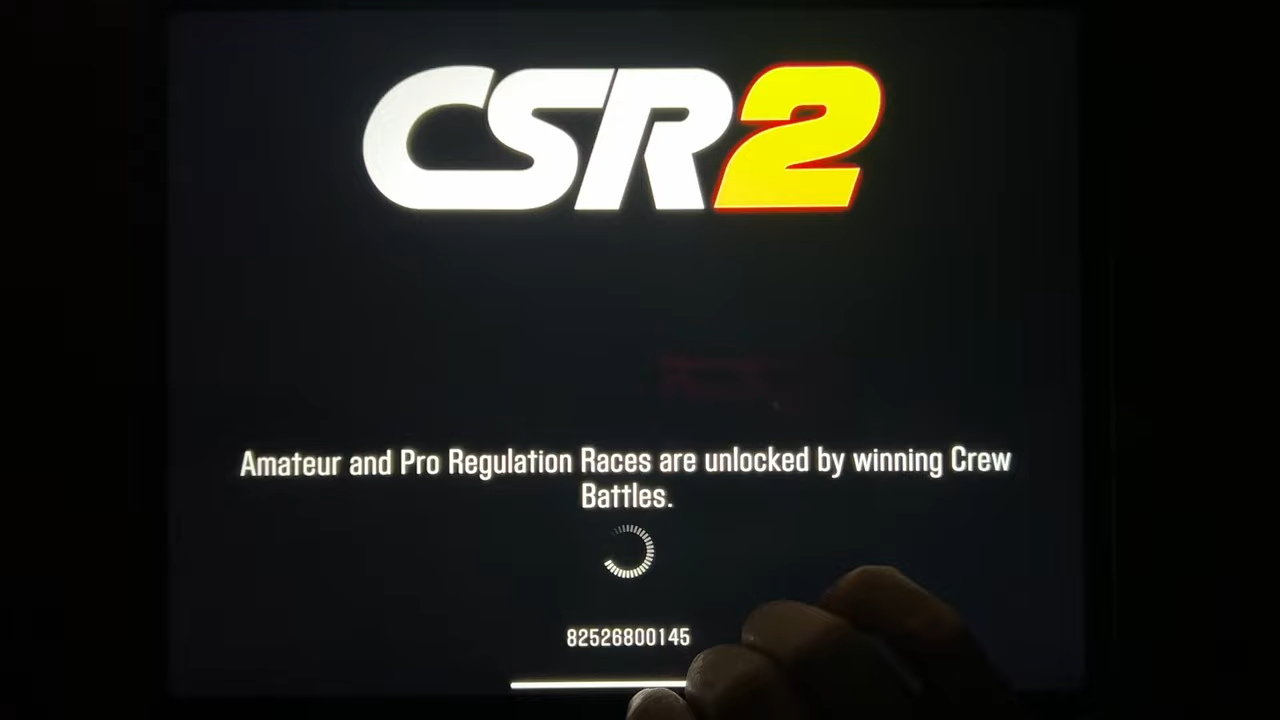 CSR2
Amateur and Pro Regulation Races are unlocked by winning Crew
Battles.
82526800145